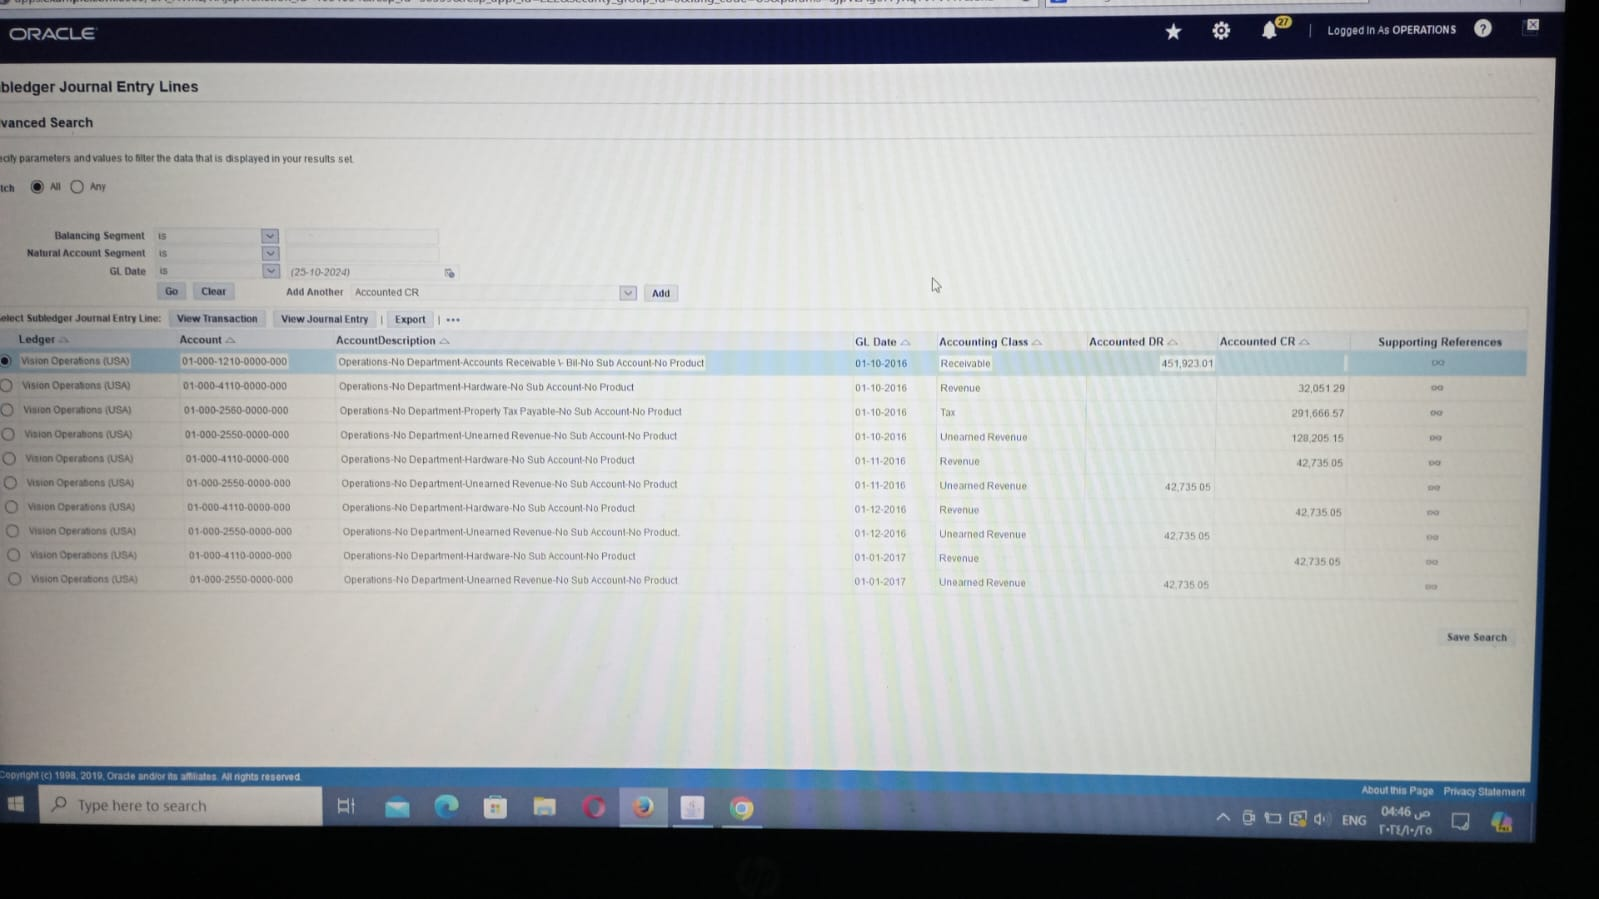 ORACLE
27
Logged In As OPERATIONS
?
bledger Journal Entry Lines
vanced Search
ecify parameters and values to filter the data that is displayed in your results set.
tch All Any
Balancing Segment is
Natural Account Segment is
GL Date is (25-10-2024)
Go Clear Add Another Accounted CR Add
elect Subledger Journal Entry Line: View Transaction View Journal Entry | Export | •••
Ledger Account AccountDescription GL Date Accounting Class Accounted DR Accounted CR Supporting References
Vision Operations (USA) 01-000-1210-0000-000 Operations-No Department-Accounts Receivable \- Bil-No Sub Account-No Product 01-10-2016 Receivable 451,923.01
Vision Operations (USA) 01-000-4110-0000-000 Operations-No Department-Hardware-No Sub Account-No Product 01-10-2016 Revenue 32,051.29
Vision Operations (USA) 01-000-2560-0000-000 Operations-No Department-Property Tax Payable-No Sub Account-No Product 01-10-2016 Tax 291,666.57
Vision Operations (USA) 01-000-2550-0000-000 Operations-No Department-Unearned Revenue-No Sub Account-No Product 01-10-2016 Unearned Revenue 128,205.15
Vision Operations (USA) 01-000-4110-0000-000 Operations-No Department-Hardware-No Sub Account-No Product 01-11-2016 Revenue 42,735.05
Vision Operations (USA) 01-000-2550-0000-000 Operations-No Department-Unearned Revenue-No Sub Account-No Product 01-11-2016 Unearned Revenue 42,735.05
Vision Operations (USA) 01-000-4110-0000-000 Operations-No Department-Hardware-No Sub Account-No Product 01-12-2016 Revenue 42,735.05
Vision Operations (USA) 01-000-2550-0000-000 Operations-No Department-Unearned Revenue-No Sub Account-No Product 01-12-2016 Unearned Revenue 42,735.05
Vision Operations (USA) 01-000-4110-0000-000 Operations-No Department-Hardware-No Sub Account-No Product 01-01-2017 Revenue 42,735.05
Vision Operations (USA) 01-000-2550-0000-000 Operations-No Department-Unearned Revenue-No Sub Account-No Product 01-01-2017 Unearned Revenue 42,735.05
Save Search
Copyright (c) 1998, 2019, Oracle and/or its affiliates. All rights reserved.
About this Page Privacy Statement
Type here to search
ENG
04:46 ص
٢٠٢٤/١٠/٢٥
hp